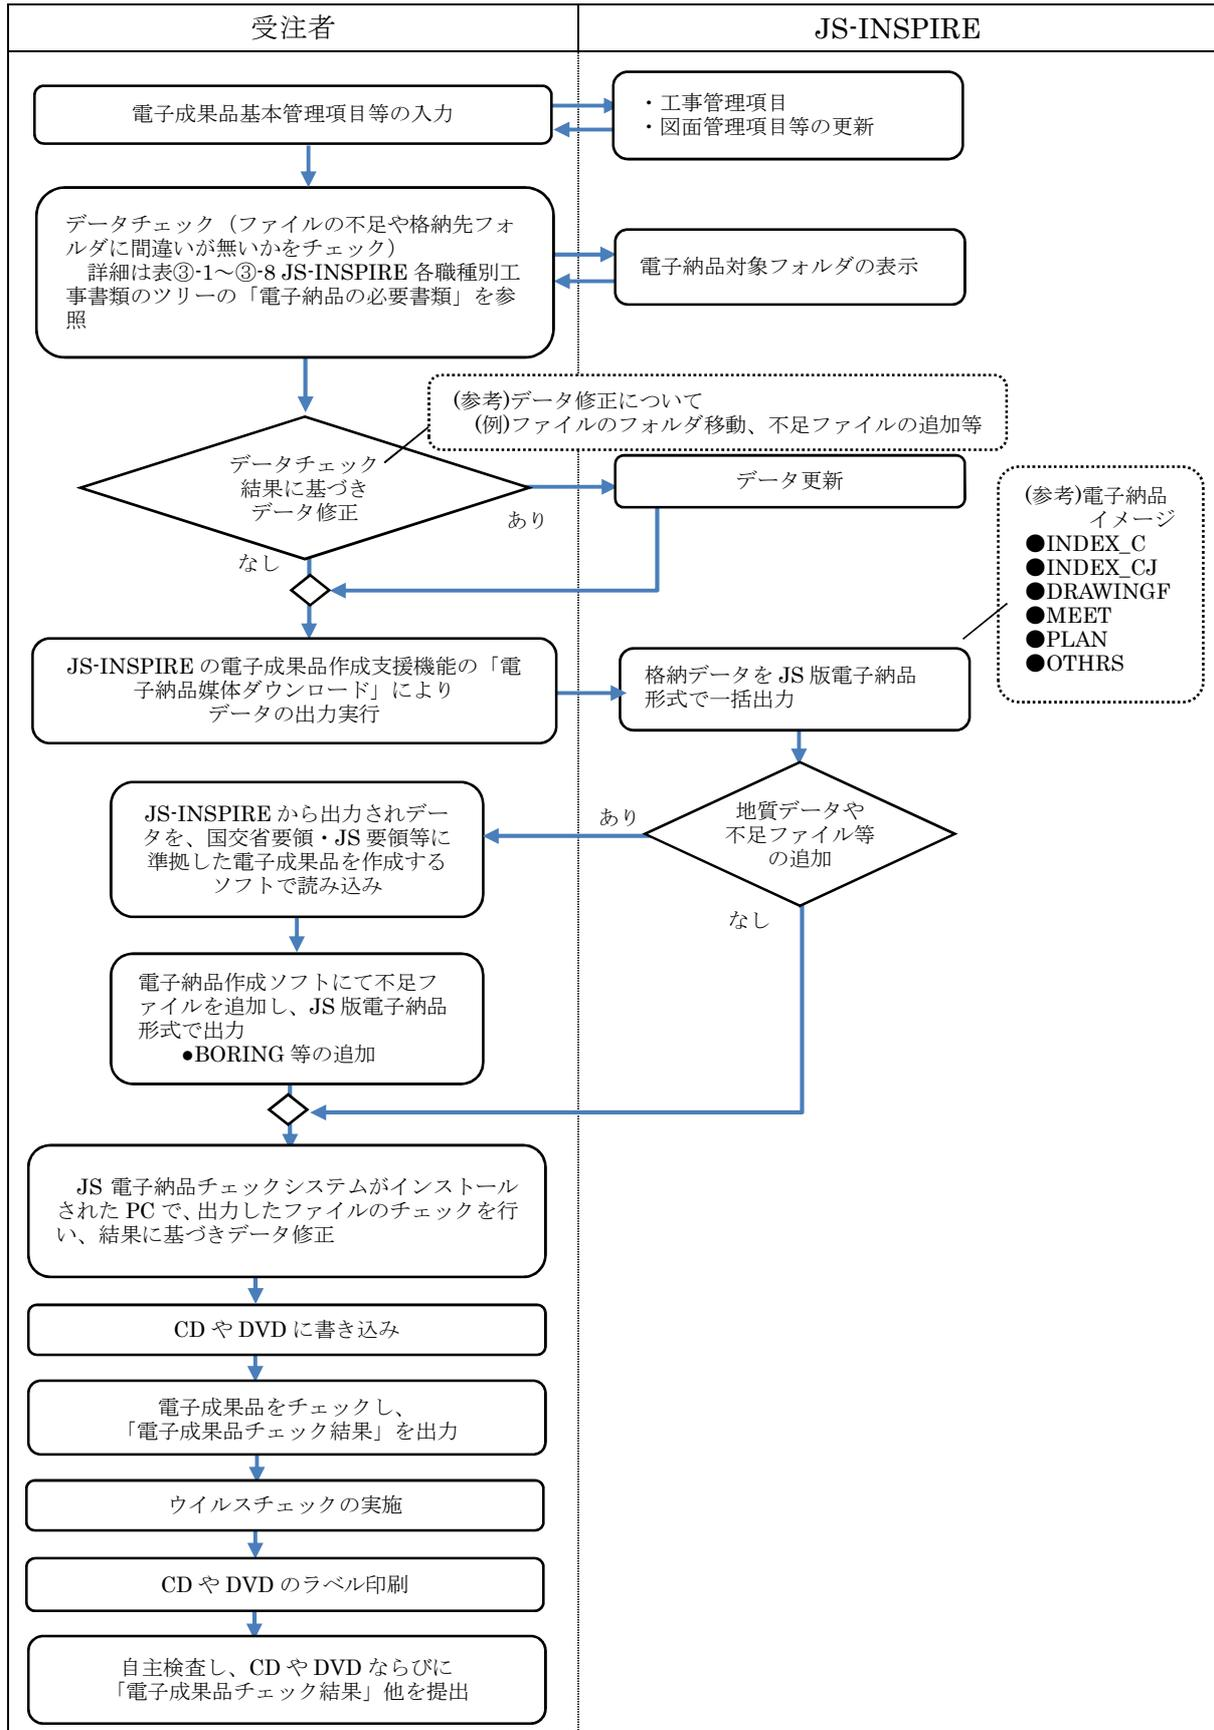 受注者
JS-INSPIRE
電子成果品基本管理項目等の入力
・工事管理項目
・図面管理項目等の更新
データチェック（ファイルの不足や格納先フォ
ルダに間違いが無いかをチェック）
詳細は表③-1～③-8 JS-INSPIRE 各職種別工
事書類のツリーの「電子納品の必要書類」を参
照
電子納品対象フォルダの表示
(参考)データ修正について
(例)ファイルのフォルダ移動、不足ファイルの追加等
データチェック
結果に基づき
データ修正
あり
なし
データ更新
(参考)電子納品
イメージ
●INDEX_C
●INDEX_CJ
●DRAWINGF
●MEET
●PLAN
●OTHRS
JS-INSPIRE の電子成果品作成支援機能の「電
子納品媒体ダウンロード」により
データの出力実行
格納データを JS 版電子納品
形式で一括出力
地質データや
不足ファイル等
の追加
あり
なし
JS-INSPIRE から出力されデー
タを、国交省要領・JS 要領等に
準拠した電子成果品を作成する
ソフトで読み込み
電子納品作成ソフトにて不足フ
ァイルを追加し、JS 版電子納品
形式で出力
●BORING 等の追加
JS 電子納品チェックシステムがインストール
された PC で、出力したファイルのチェックを行
い、結果に基づきデータ修正
CD や DVD に書き込み
電子成果品をチェックし、
「電子成果品チェック結果」を出力
ウイルスチェックの実施
CD や DVD のラベル印刷
自主検査し、CD や DVD ならびに
「電子成果品チェック結果」他を提出